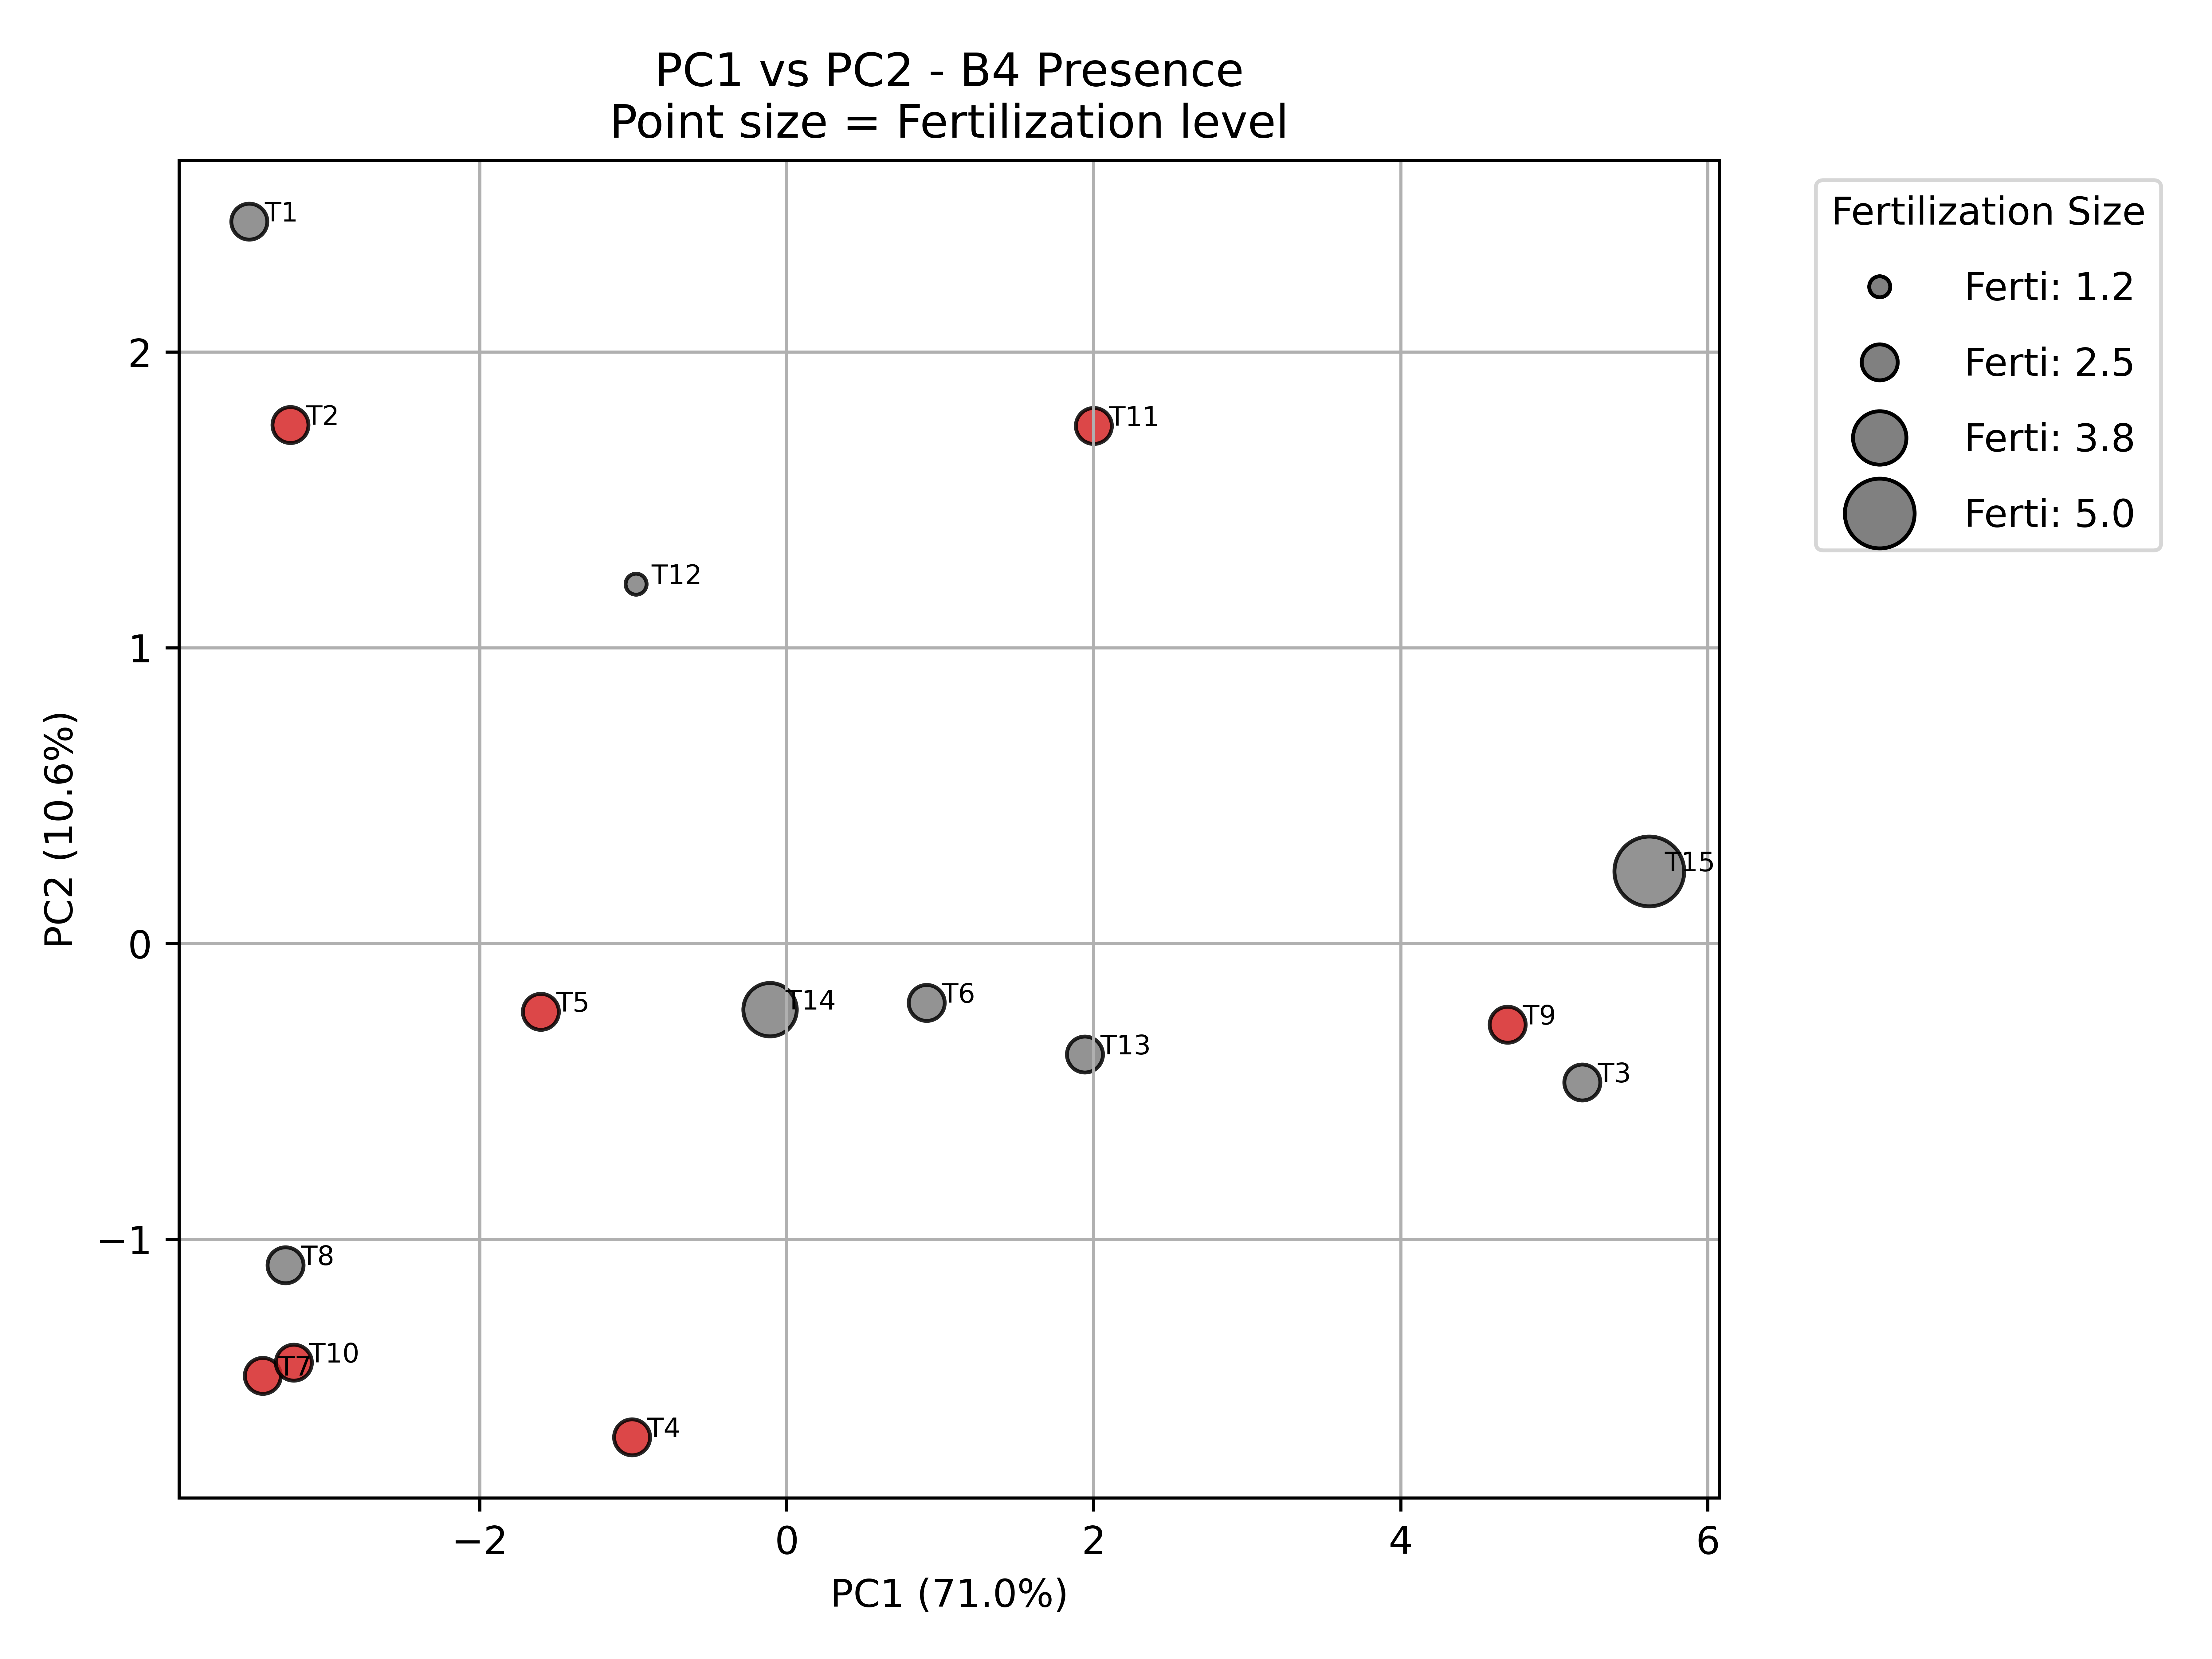 PC1 vs PC2 - B4 Presence
Point size = Fertilization level
Fertilization Size
Ferti: 1.2
Ferti: 2.5
Ferti: 3.8
Ferti: 5.0
T1
T2
T11
T12
T15
T5
T14
T6
T13
T9
T3
T8
T10
T7
T4
2
1
0
−1
PC2 (10.6%)
−2
0
2
4
6
PC1 (71.0%)